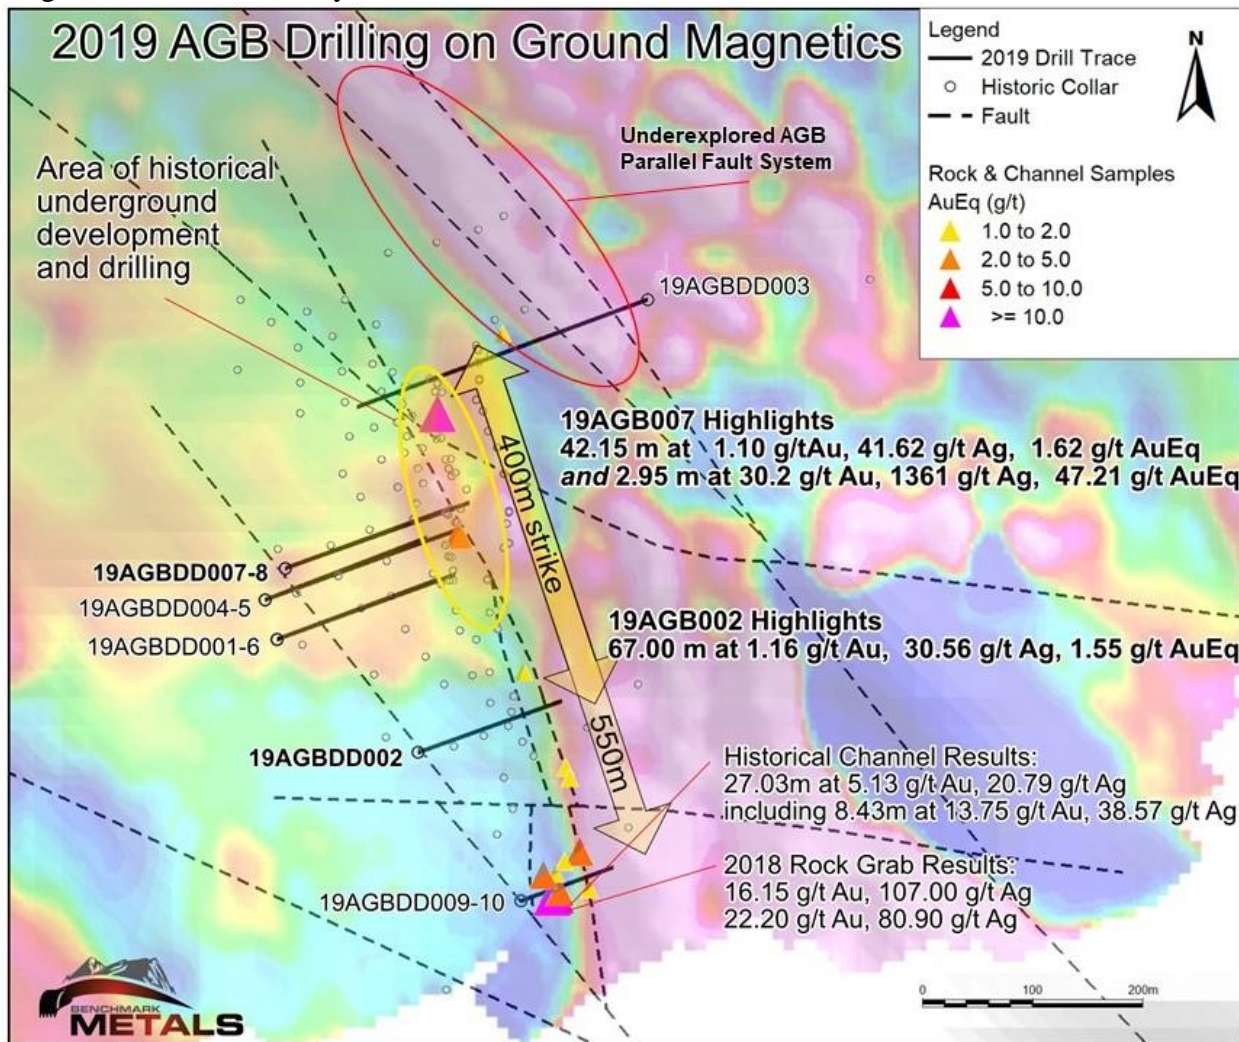 2019 AGB Drilling on Ground Magnetics
Legend
2019 Drill Trace
Historic Collar
Fault
N
Rock & Channel Samples
AuEq (g/t)
1.0 to 2.0
2.0 to 5.0
5.0 to 10.0
>= 10.0
Underexplored AGB
Parallel Fault System
Area of historical
underground
development
and drilling
19AGBDD003
19AGB007 Highlights
42.15 m at 1.10 g/tAu, 41.62 g/t Ag, 1.62 g/t AuEq
and 2.95 m at 30.2 g/t Au, 1361 g/t Ag, 47.21 g/t AuEq
400m strike
19AGBDD007-8
19AGBDD004-5
19AGBDD001-6
19AGB002 Highlights
67.00 m at 1.16 g/t Au, 30.56 g/t Ag, 1.55 g/t AuEq
550m
19AGBDD002
Historical Channel Results:
27.03m at 5.13 g/t Au, 20.79 g/t Ag
including 8.43m at 13.75 g/t Au, 38.57 g/t Ag
2018 Rock Grab Results:
16.15 g/t Au, 107.00 g/t Ag
22.20 g/t Au, 80.90 g/t Ag
19AGBDD009-10
BENCHMARK
METALS
0 100 200m